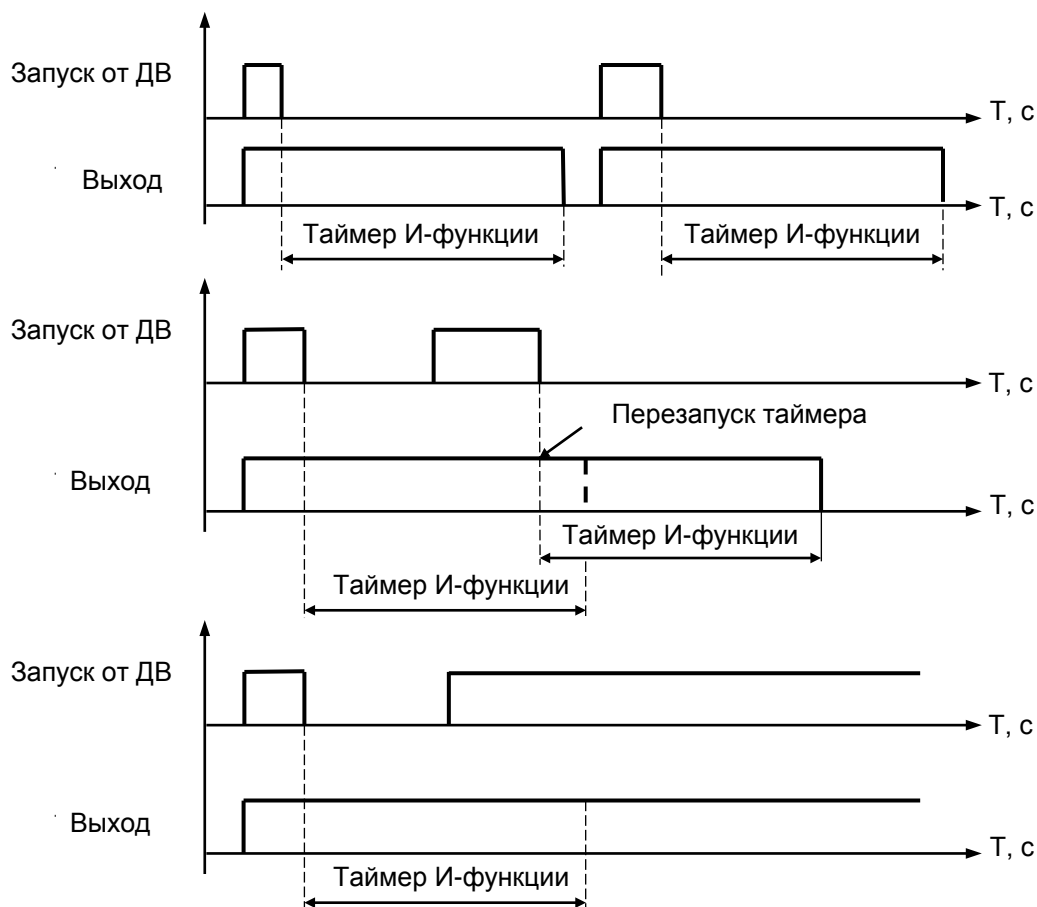 Запуск от ДВ
Т, с
Выход
Т, с
Таймер И-функции
Таймер И-функции
Запуск от ДВ
Т, с
Перезапуск таймера
Выход
Т, с
Таймер И-функции
Таймер И-функции
Запуск от ДВ
Т, с
Выход
Т, с
Таймер И-функции